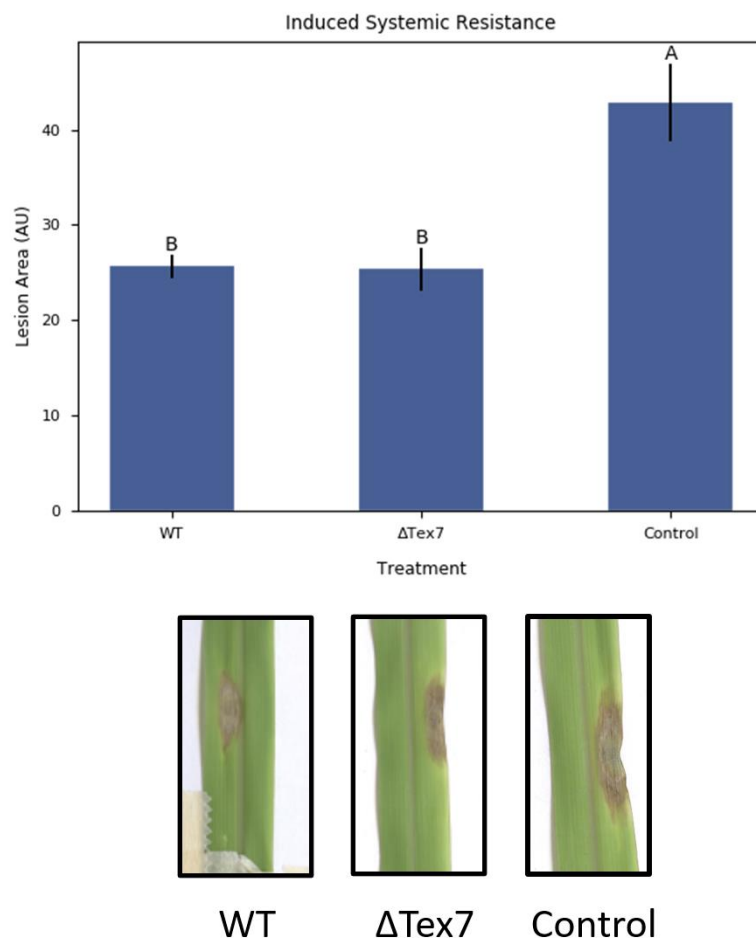 Induced Systemic Resistance
Lesion Area (AU)
40
30
20
10
0
B
B
A
WT
ΔTex7
Control
Treatment
WT
ΔTex7
Control